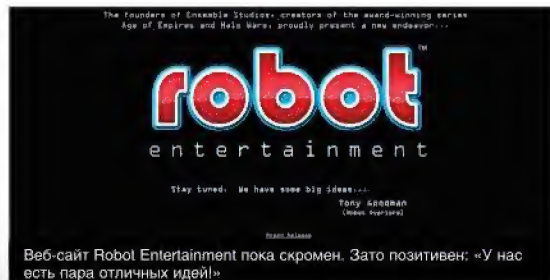 The founders of Ensemble Studios, creators of the award-winning series
Age of Empires and Halo Wars, proudly present a new endeavor...
robot
TM
entertainment
Stay tuned. We have some big ideas...
Tony Goodman
(Robot Overlord)
Press Release
Веб-сайт Robot Entertainment пока скромен. Зато позитивен: «У нас
есть пара отличных идей!»